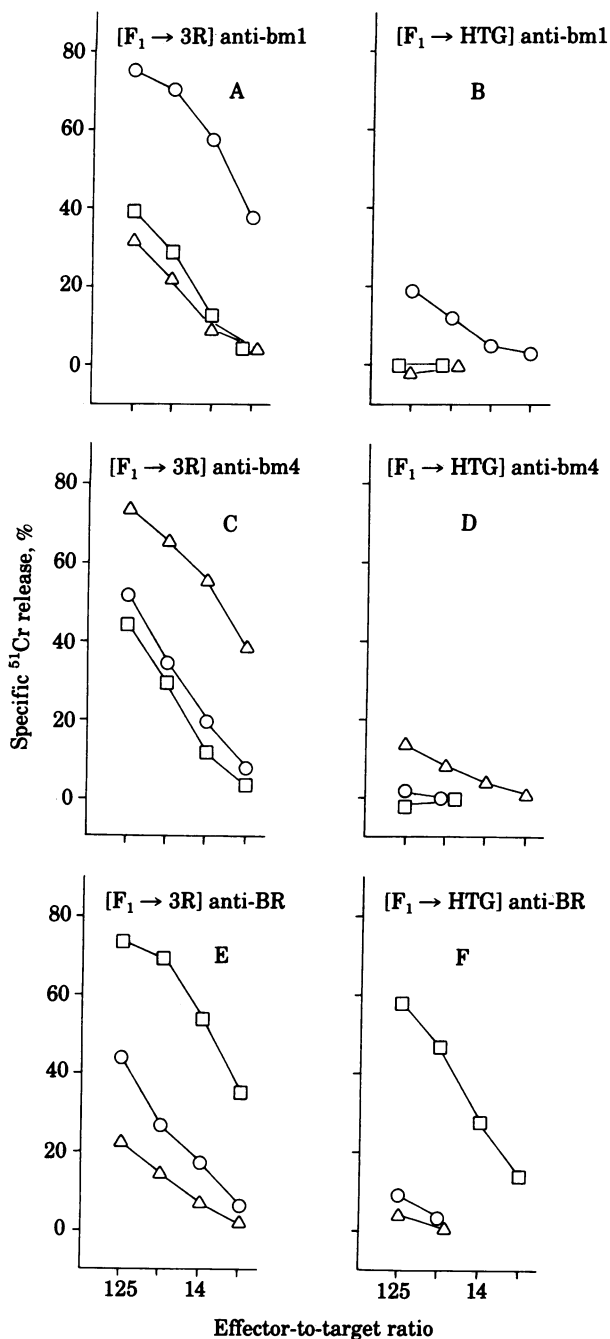 [F₁ → 3R] anti-bm1
[F₁ → HTG] anti-bm1
80
60
40
20
0
A
B
[F₁ → 3R] anti-bm4
[F₁ → HTG] anti-bm4
80
60
40
20
0
C
D
Specific ⁵¹Cr release, %
[F₁ → 3R] anti-BR
[F₁ → HTG] anti-BR
80
60
40
20
0
E
F
125 14
125 14
Effector-to-target ratio